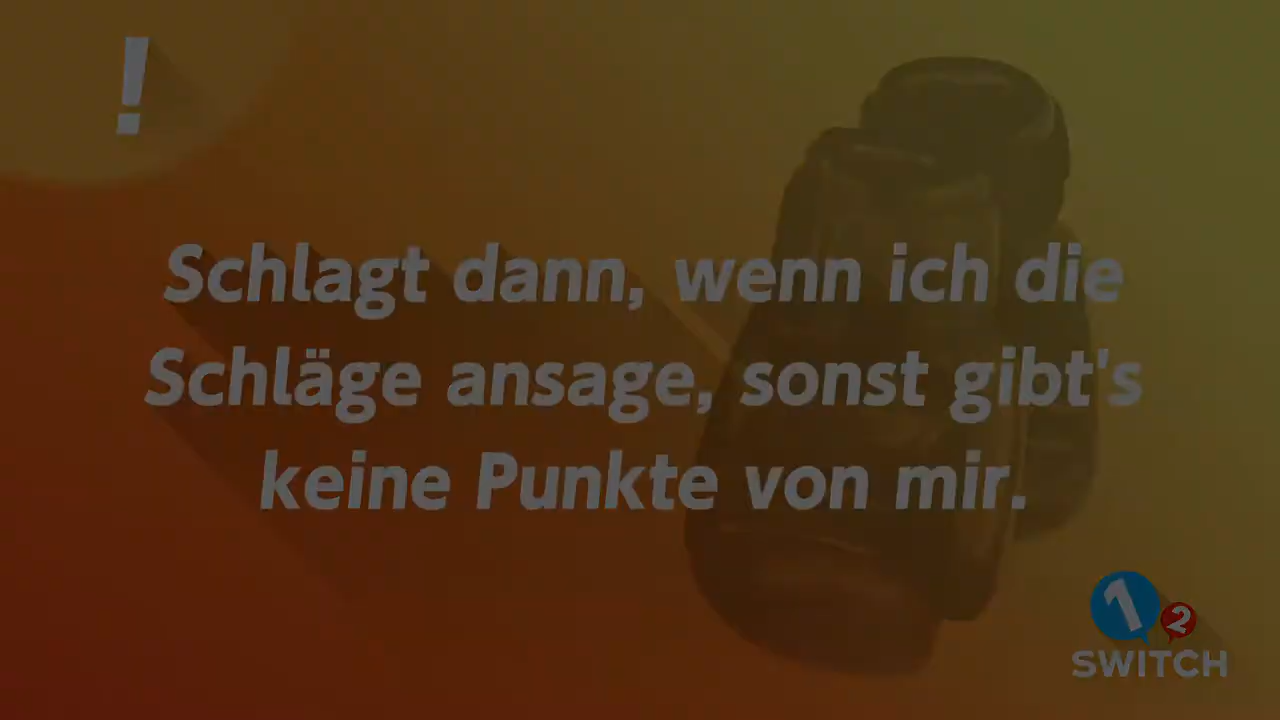 !
Schlagt dann, wenn ich die
Schläge ansage, sonst gibt's
keine Punkte von mir.
1 2
SWITCH